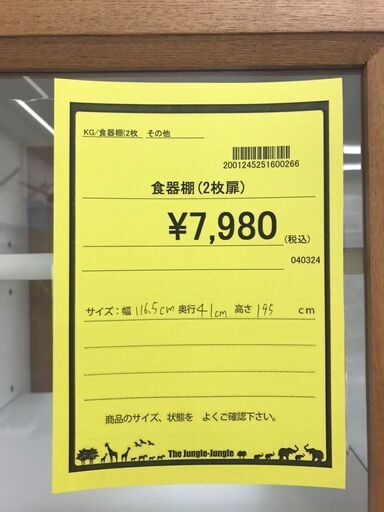 KG/食器棚(2枚 その他
2001245251600266
食器棚(2枚扉)
¥7,980(税込)
040324
サイズ:幅 116.5cm 奥行 41cm 高さ 195 cm
商品のサイズ、状態を よくご確認下さい。
The Jungle-Jungle